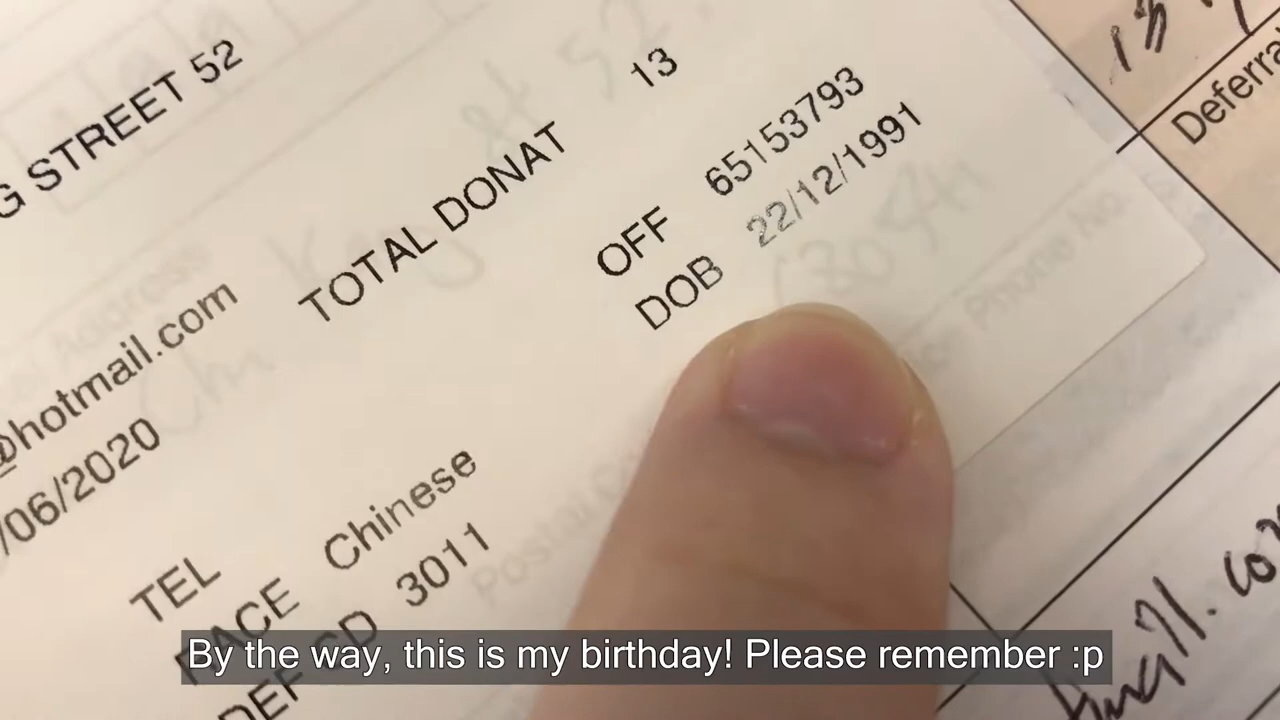 G STREET 52
TOTAL DONAT 13
OFF 65153793
DOB 22/12/1991
@hotmail.com
/06/2020
TEL
RACE Chinese
DEF CD 3011
13
Deferra
By the way, this is my birthday! Please remember :p